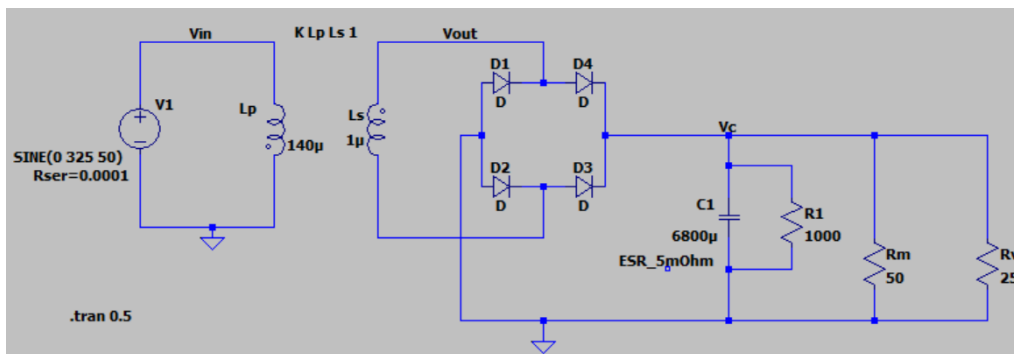 Vin
K Lp Ls 1
Vout
D1
D
D4
D
V1
Lp
140µ
Ls
1µ
SINE(0 325 50)
Rser=0.0001
D2
D
D3
D
Vc
C1
6800µ
ESR_5mOhm
R1
1000
Rm
50
25
.tran 0.5